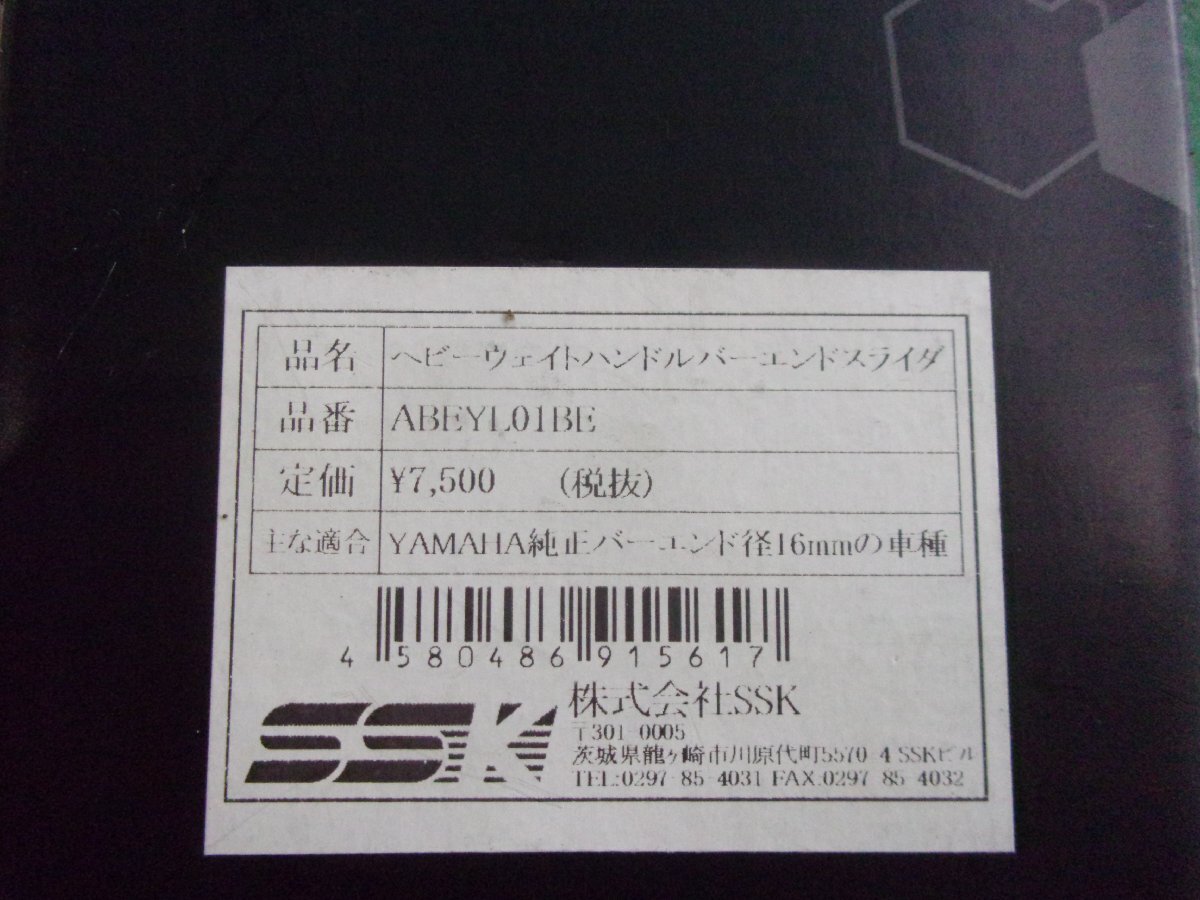 品名 ヘビーウェイトハンドルバーエンドスライダ
品番 ABEYL01BE
定価 ¥7,500 (税抜)
主な適合 YAMAHA純正バーエンド径16mmの車種
4 580486 915617
SSK 株式会社SSK
〒301-0005
茨城県龍ヶ崎市川原代町5570-4 SSKビル
TEL:0297-85-4031 FAX:0297-85-4032